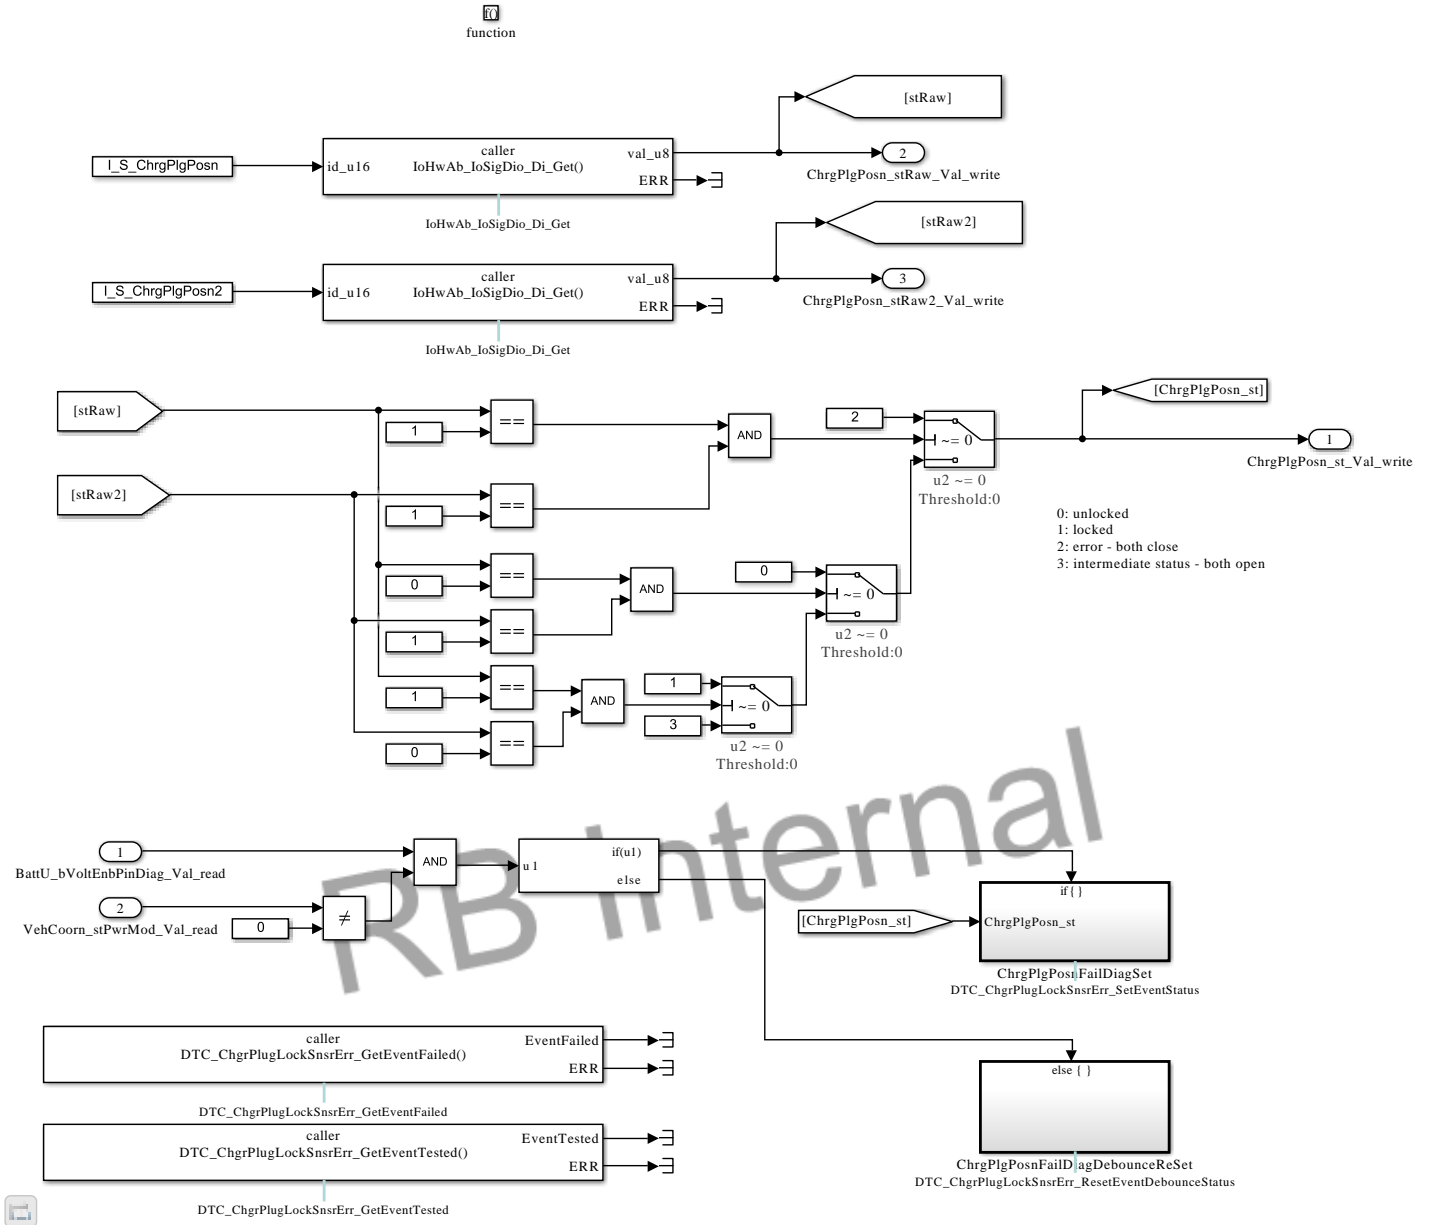 f()
function
[stRaw]
I_S_ChrgPlgPosn
id_u16
caller
IoHwAb_IoSigDio_Di_Get()
val_u8
ERR
2
ChrgPlgPosn_stRaw_Val_write
IoHwAb_IoSigDio_Di_Get
[stRaw2]
I_S_ChrgPlgPosn2
id_u16
caller
IoHwAb_IoSigDio_Di_Get()
val_u8
ERR
3
ChrgPlgPosn_stRaw2_Val_write
IoHwAb_IoSigDio_Di_Get
[stRaw]
1
==
AND
2
~= 0
u2 ~= 0
Threshold:0
[ChrgPlgPosn_st]
1
ChrgPlgPosn_st_Val_write
[stRaw2]
1
==
0: unlocked
1: locked
2: error - both close
3: intermediate status - both open
0
==
AND
0
~= 0
u2 ~= 0
Threshold:0
1
==
1
==
AND
1
3
~= 0
u2 ~= 0
Threshold:0
0
==
RB Internal
1
BattU_bVoltEnbPinDiag_Val_read
2
VehCoorn_stPwrMod_Val_read
0
≠
AND
u1
if(u1)
else
[ChrgPlgPosn_st]
if { }
ChrgPlgPosn_st
ChrgPlgPosnFailDiagSet
DTC_ChgrPlugLockSnsrErr_SetEventStatus
caller
DTC_ChgrPlugLockSnsrErr_GetEventFailed()
EventFailed
ERR
DTC_ChgrPlugLockSnsrErr_GetEventFailed
else { }
ChrgPlgPosnFailDiagDebounceReSet
DTC_ChgrPlugLockSnsrErr_ResetEventDebounceStatus
caller
DTC_ChgrPlugLockSnsrErr_GetEventTested()
EventTested
ERR
DTC_ChgrPlugLockSnsrErr_GetEventTested